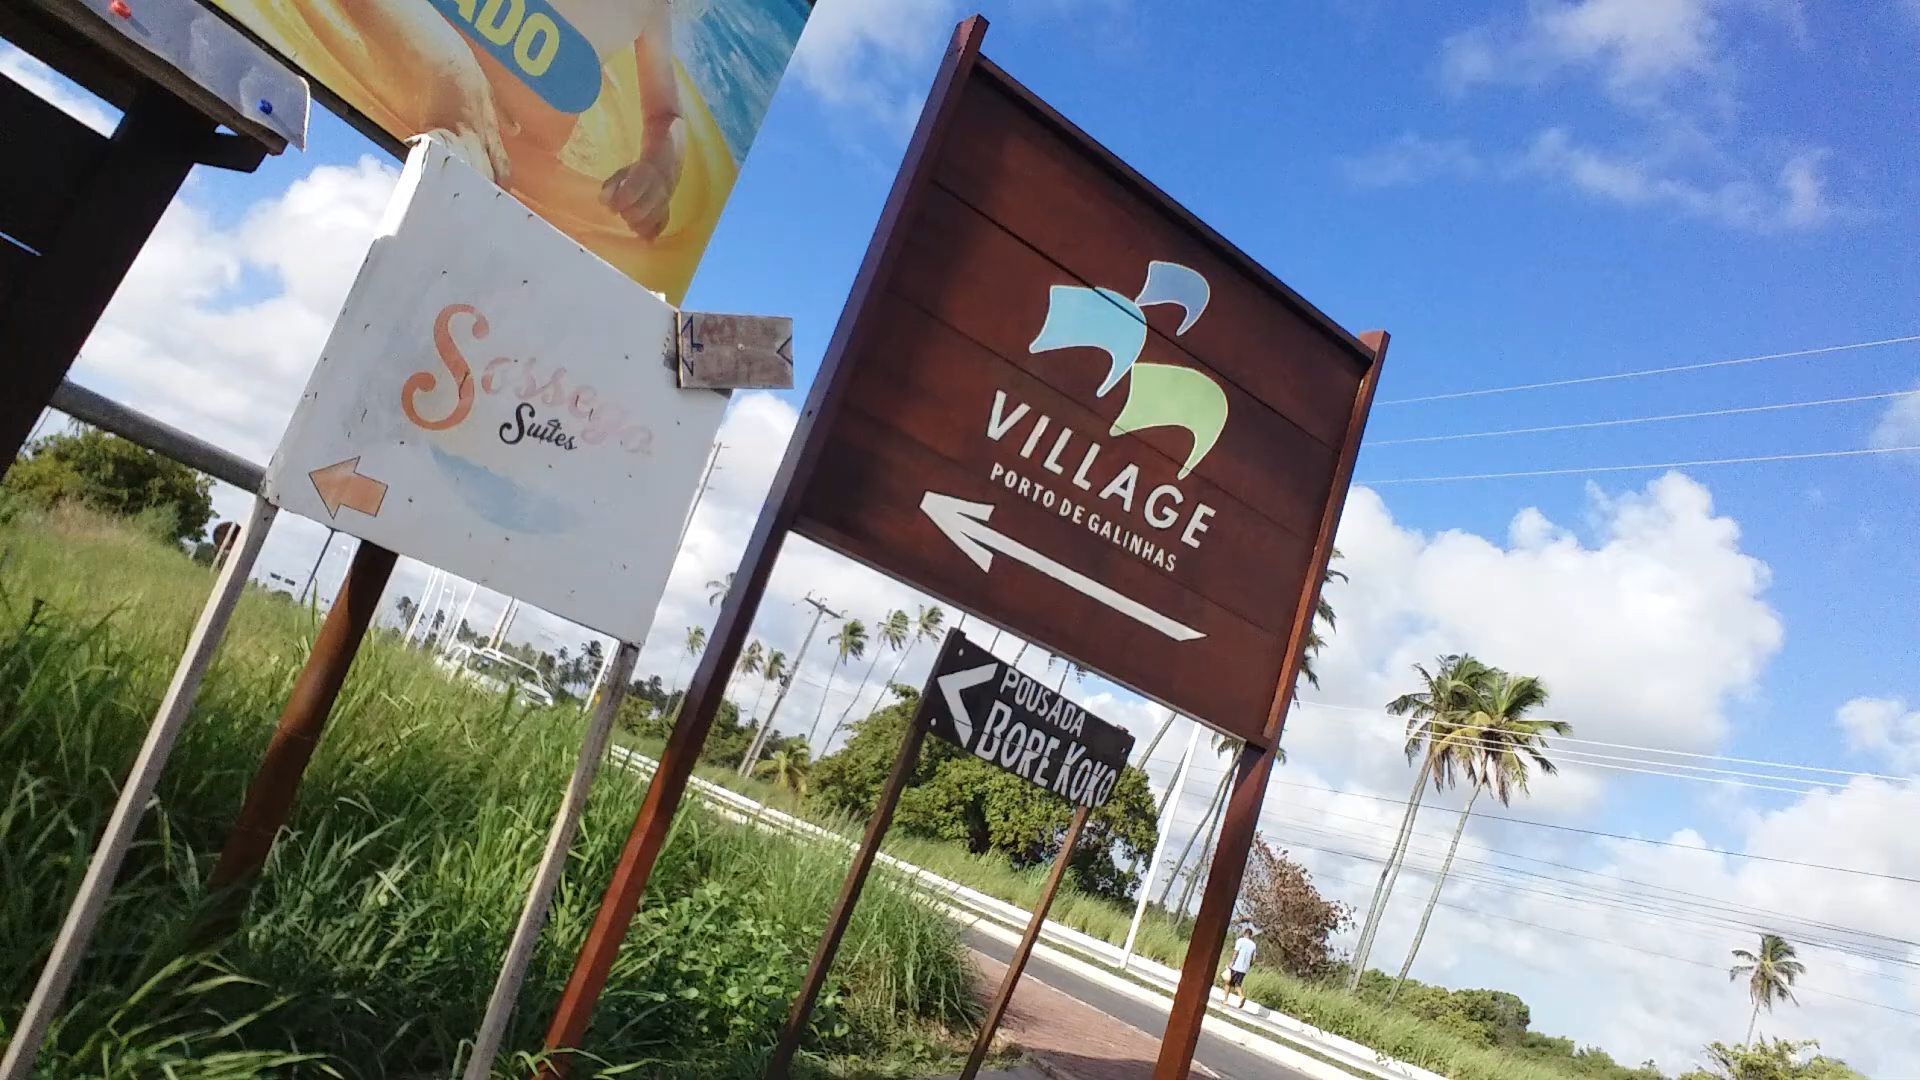 ADO
Sossego
Suítes
VILLAGE
PORTO DE GALINHAS
POUSADA
BORE KOKO